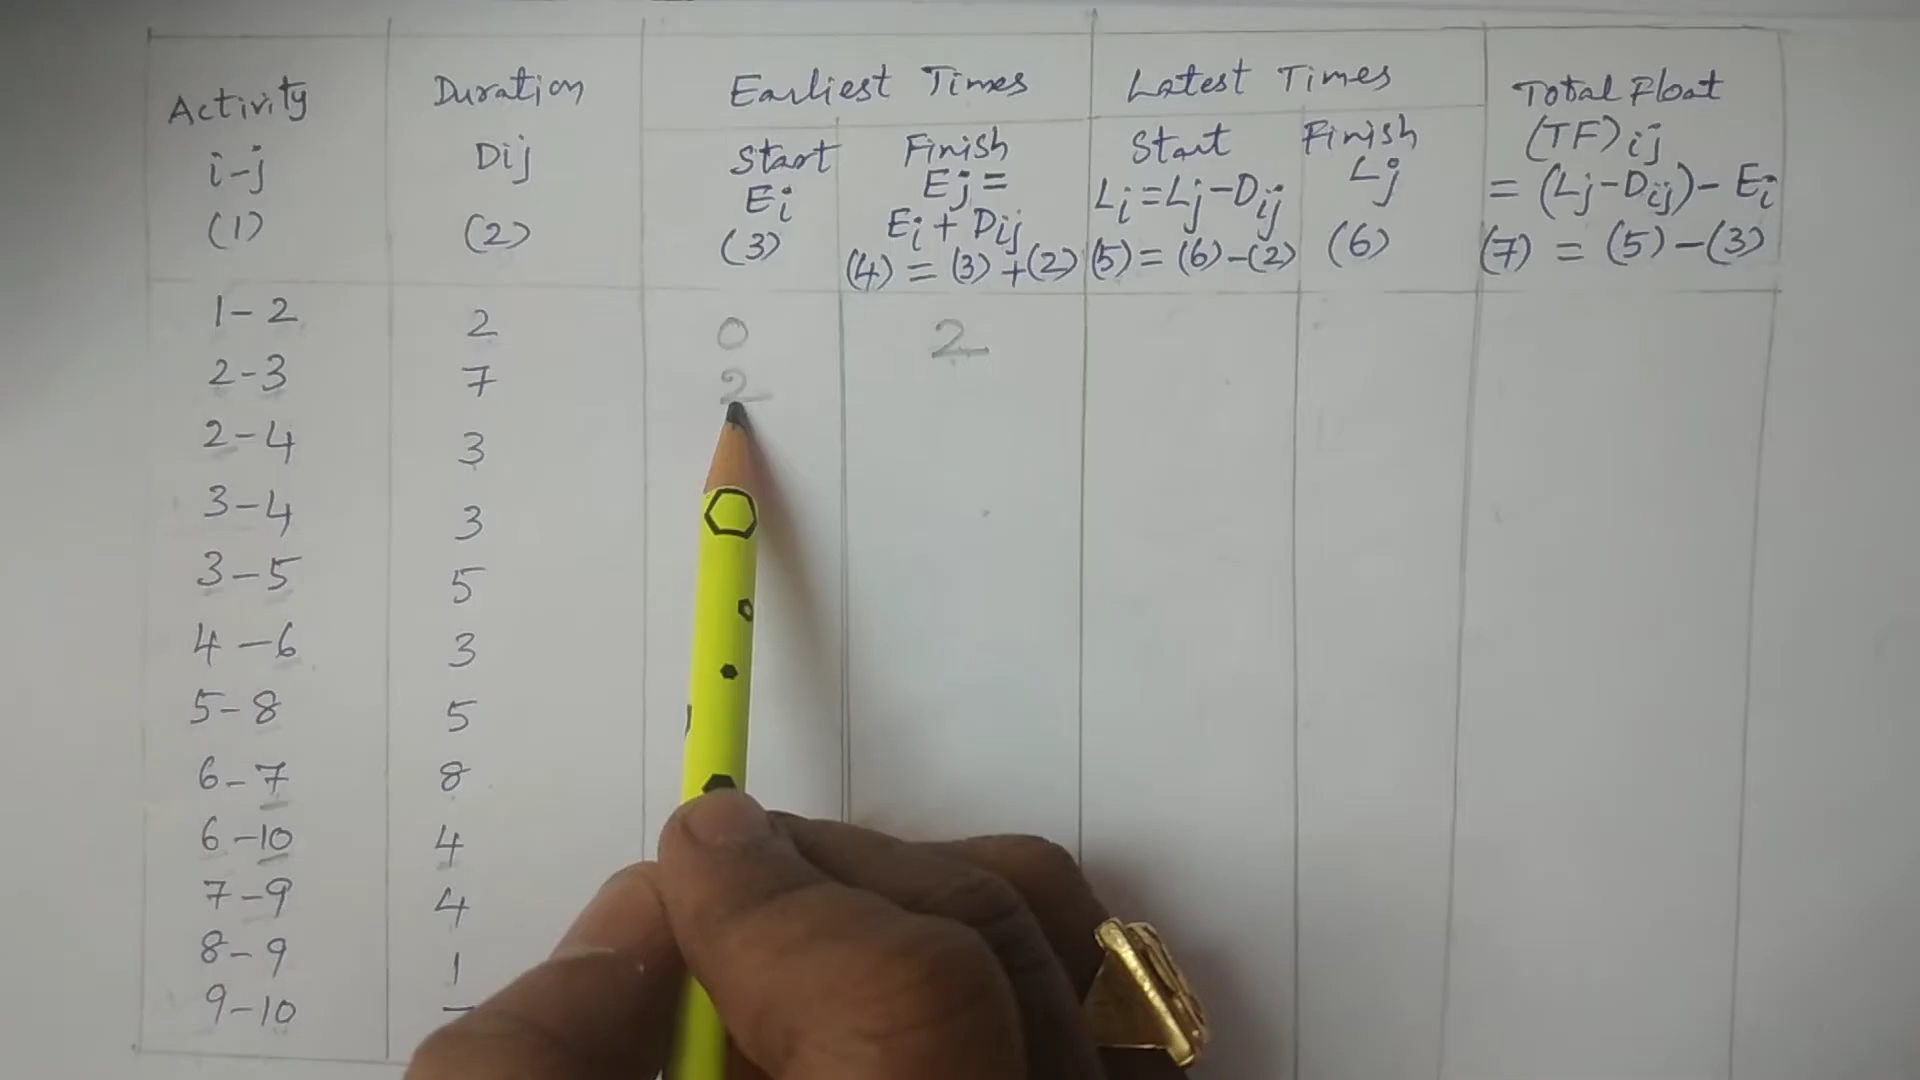 Activity Duration Earliest Times Latest Times Total Float
i-j Dij Start Finish Start Finish (TF)ij
Ei Ej= Li=Lj-Dij Lj =(Lj-Dij)-Ei
(1) (2) (3) Ei+Dij (6)
(4)=(3)+(2) (5)=(6)-(2) (7)=(5)-(3)
1-2 2 0 2
2-3 7 2
2-4 3
3-4 3
3-5 5
4-6 3
5-8 5
6-7 8
6-10 4
7-9 4
8-9 1
9-10